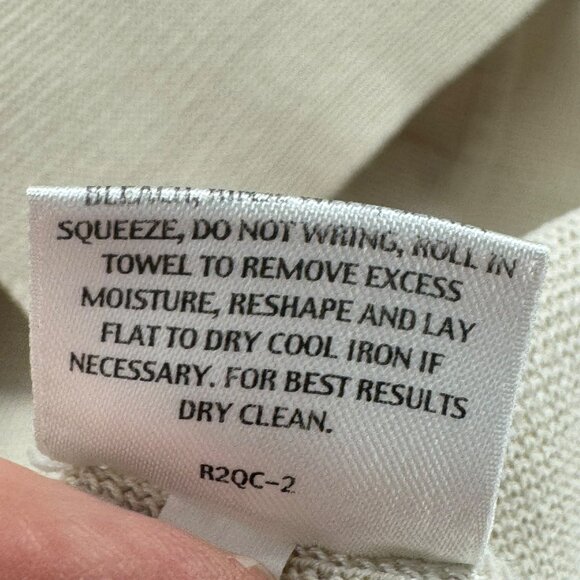 BLEACH,
SQUEEZE, DO NOT WRING, ROLL IN
TOWEL TO REMOVE EXCESS
MOISTURE, RESHAPE AND LAY
FLAT TO DRY COOL IRON IF
NECESSARY. FOR BEST RESULTS
DRY CLEAN.
R2QC-2